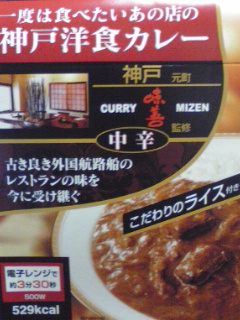 一度は食べたいあの店の
神戸洋食カレー
神戸 元町
CURRY 味善 MIZEN
監修
中辛
古き良き外国航路船の
レストランの味を
今に受け継ぐ
こだわりのライス付き
電子レンジで
約3分30秒
500W
529kcal